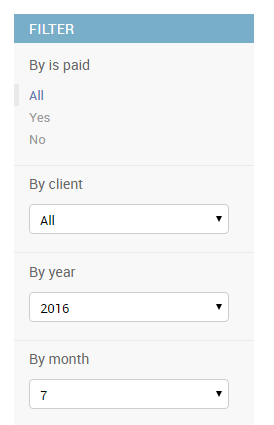 FILTER
By is paid
All
Yes
No
By client
All
By year
2016
By month
7